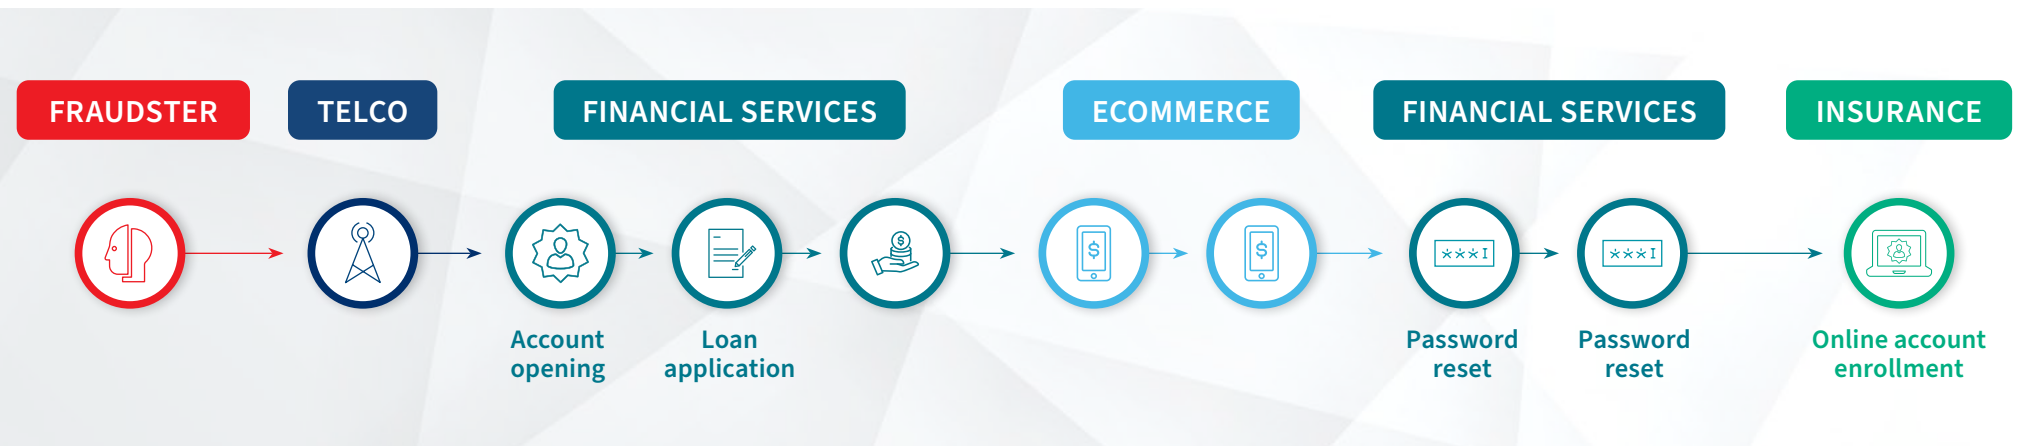 FRAUDSTER
TELCO
FINANCIAL SERVICES
ECOMMERCE
FINANCIAL SERVICES
INSURANCE
$
$
$
***I
***I
Account
opening
Loan
application
Password
reset
Password
reset
Online account
enrollment